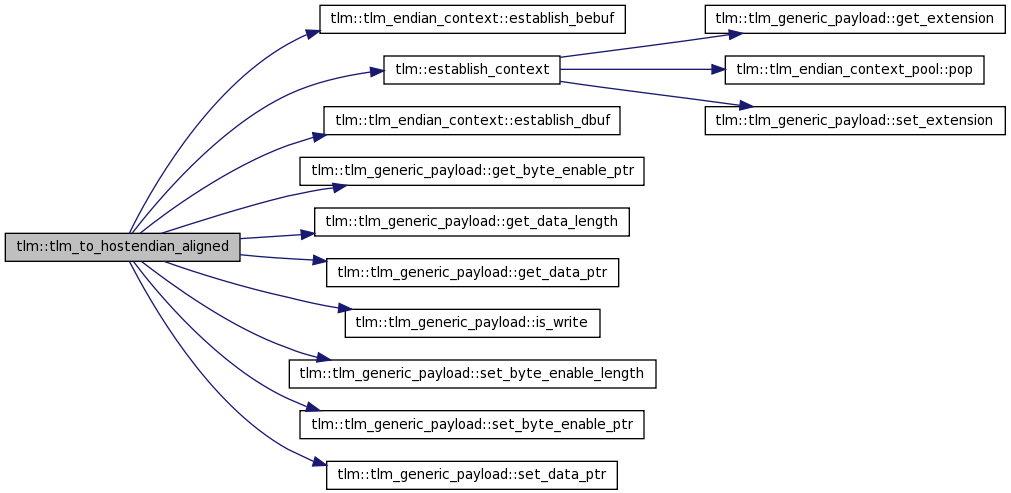 tlm::tlm_to_hostendian_aligned
tlm::tlm_endian_context::establish_bebuf
tlm::establish_context
tlm::tlm_generic_payload::get_extension
tlm::tlm_endian_context_pool::pop
tlm::tlm_generic_payload::set_extension
tlm::tlm_endian_context::establish_dbuf
tlm::tlm_generic_payload::get_byte_enable_ptr
tlm::tlm_generic_payload::get_data_length
tlm::tlm_generic_payload::get_data_ptr
tlm::tlm_generic_payload::is_write
tlm::tlm_generic_payload::set_byte_enable_length
tlm::tlm_generic_payload::set_byte_enable_ptr
tlm::tlm_generic_payload::set_data_ptr